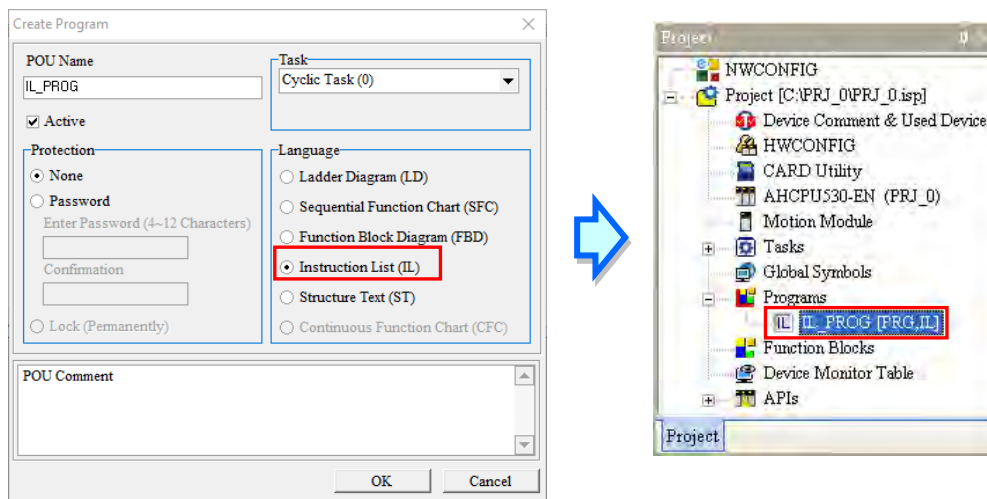 Create Program
POU Name
IL_PROG
Active
Task
Cyclic Task (0)
Protection
None
Password
Enter Password (4~12 Characters)
Confirmation
Lock (Permanently)
Language
Ladder Diagram (LD)
Sequential Function Chart (SFC)
Function Block Diagram (FBD)
Instruction List (IL)
Structure Text (ST)
Continuous Function Chart (CFC)
POU Comment
OK
Cancel
Project
NWCONFIG
Project [C:\PRJ_0\PRJ_0.isp]
Device Comment & Used Device
HWCONFIG
CARD Utility
AHCPU530-EN (PRJ_0)
Motion Module
Tasks
Global Symbols
Programs
IL IL_PROG [PRG,IL]
Function Blocks
Device Monitor Table
APIs
Project